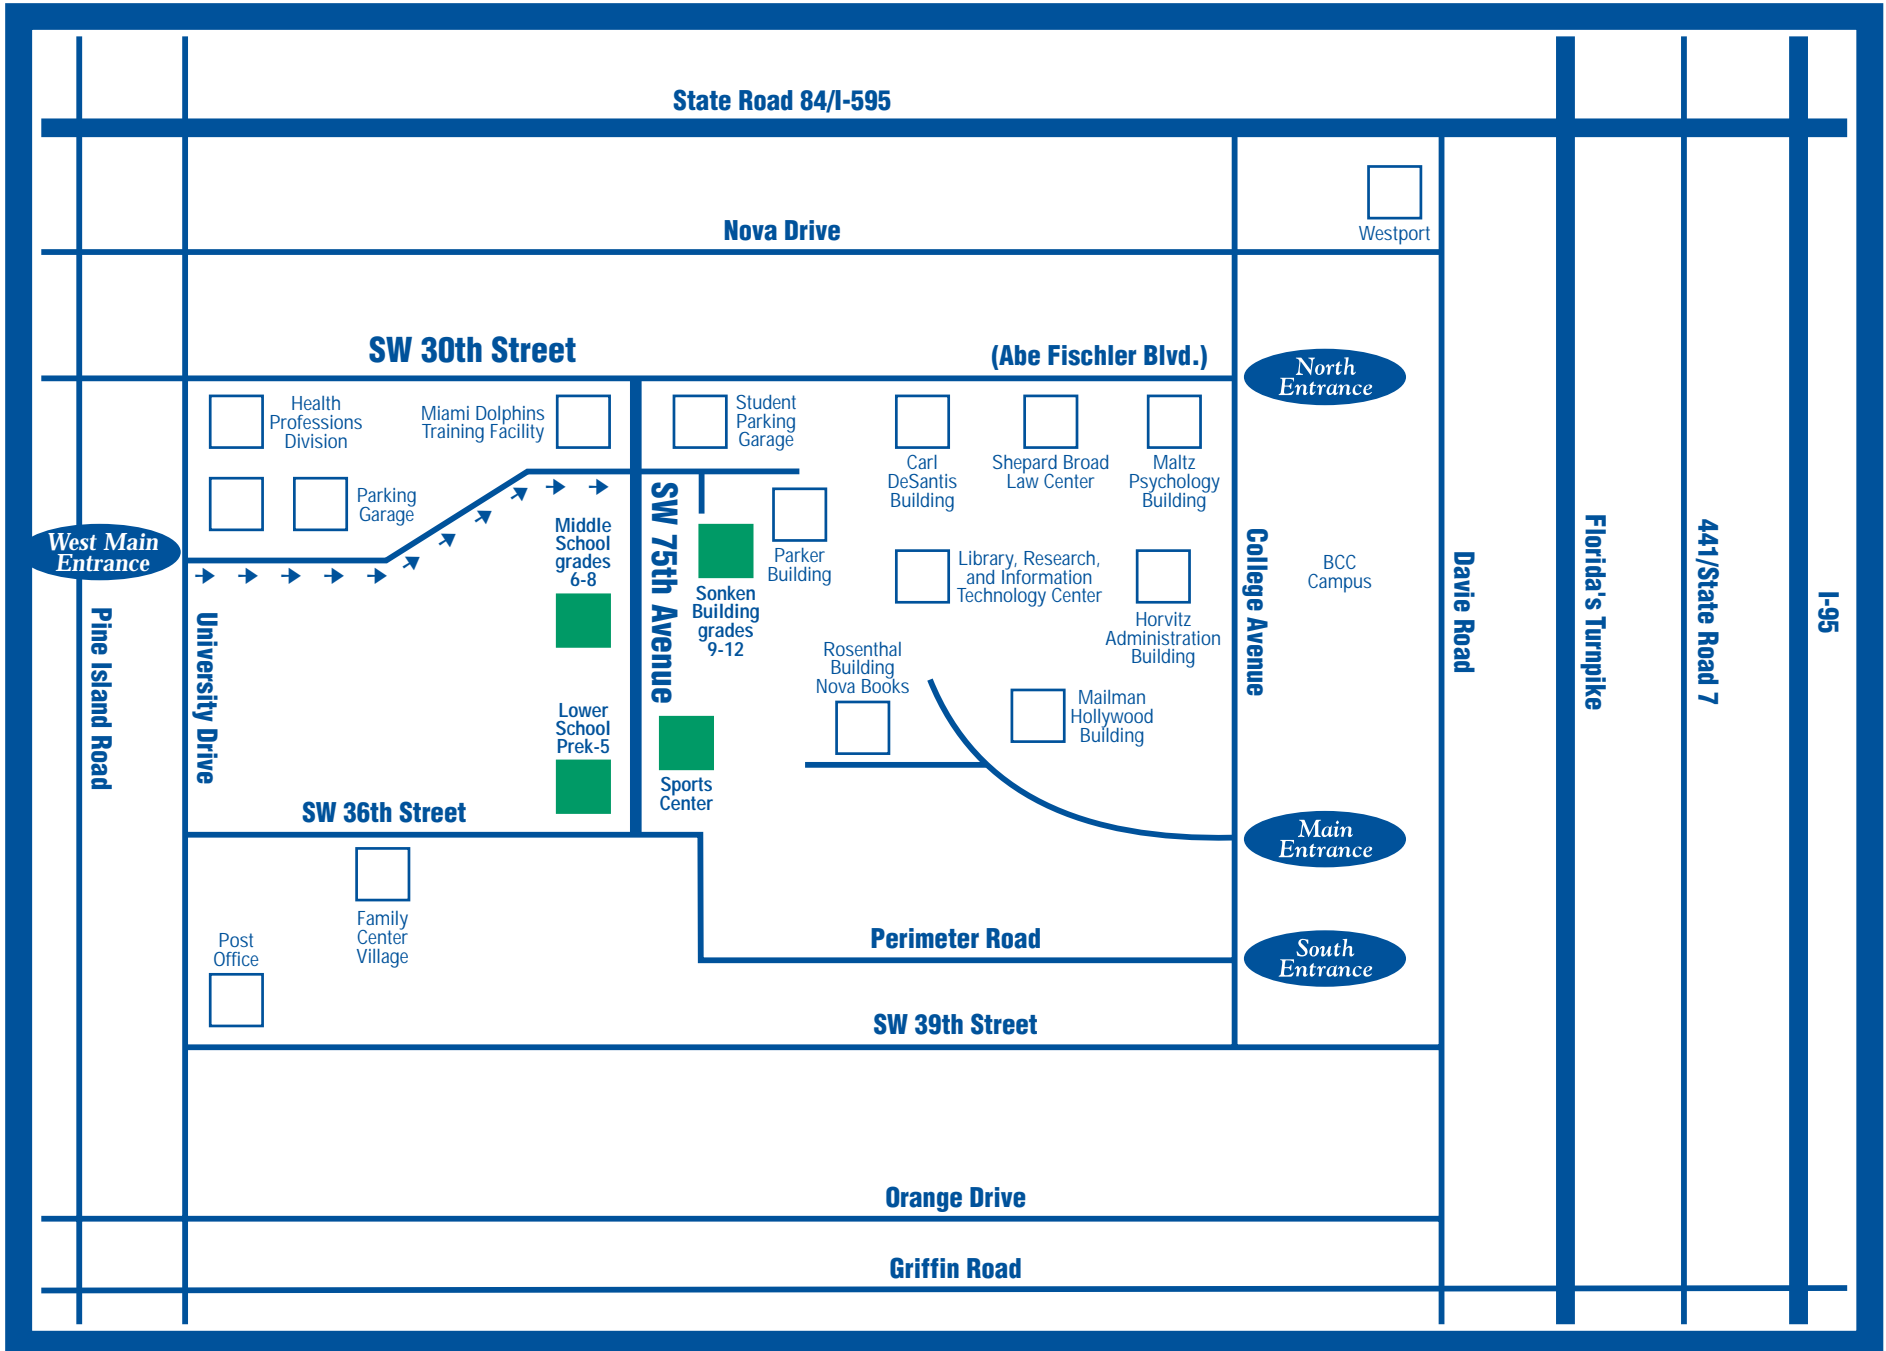 State Road 84/I-595
Westport
Nova Drive
SW 30th Street
(Abe Fischler Blvd.)
North
Entrance
Health
Professions
Division
Miami Dolphins
Training Facility
Student
Parking
Garage
Carl
DeSantis
Building
Shepard Broad
Law Center
Maltz
Psychology
Building
Parking
Garage
West Main
Entrance
Middle
School
grades
6-8
SW 75th Avenue
Sonken
Building
grades
9-12
Parker
Building
Library, Research,
and Information
Technology Center
Horvitz
Administration
Building
College Avenue
BCC
Campus
Davie Road
Florida's Turnpike
441/State Road 7
I-95
Pine Island Road
University Drive
Rosenthal
Building
Nova Books
Mailman
Hollywood
Building
Lower
School
Prek-5
Sports
Center
SW 36th Street
Main
Entrance
Family
Center
Village
Post
Office
Perimeter Road
South
Entrance
SW 39th Street
Orange Drive
Griffin Road